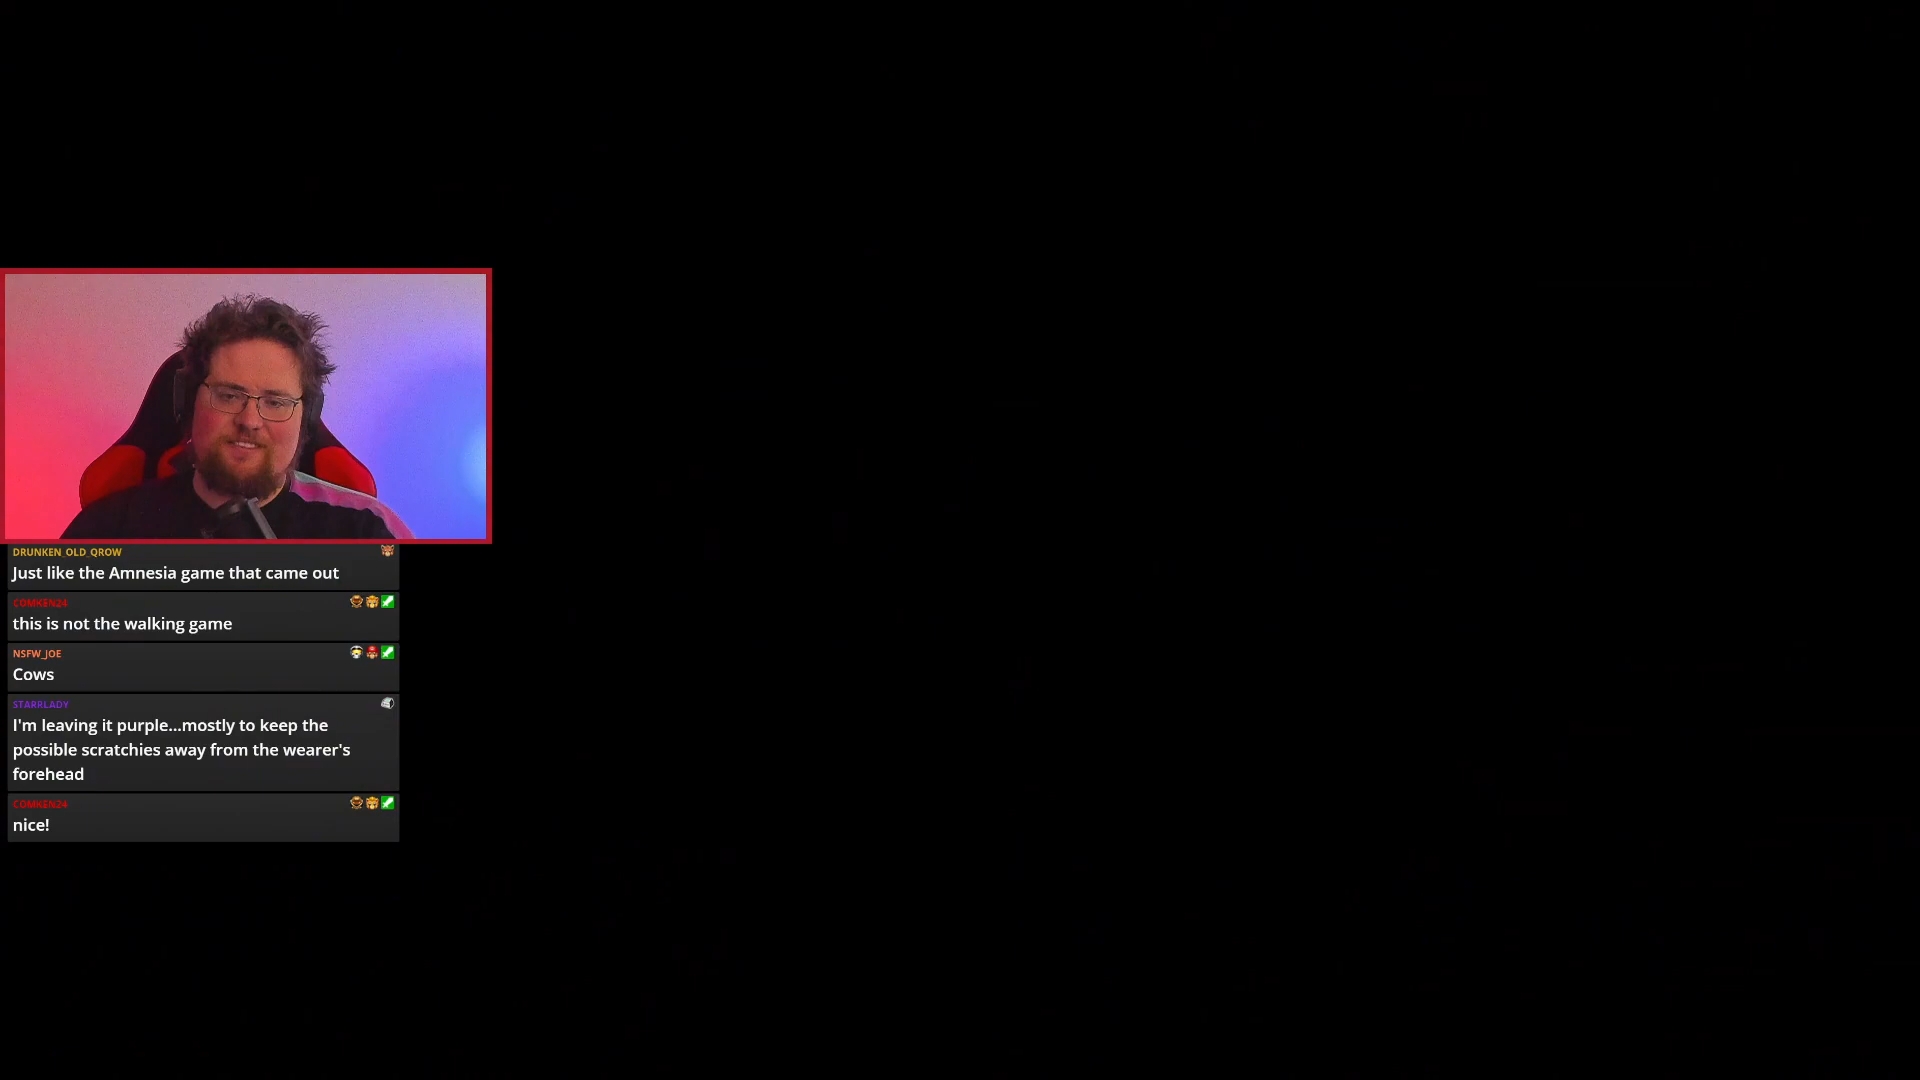 DRUNKEN_OLD_QROW
Just like the Amnesia game that came out
COMKEN24
this is not the walking game
NSFW_JOE
Cows
STARRLADY
I'm leaving it purple...mostly to keep the
possible scratchies away from the wearer's
forehead
COMKEN24
nice!